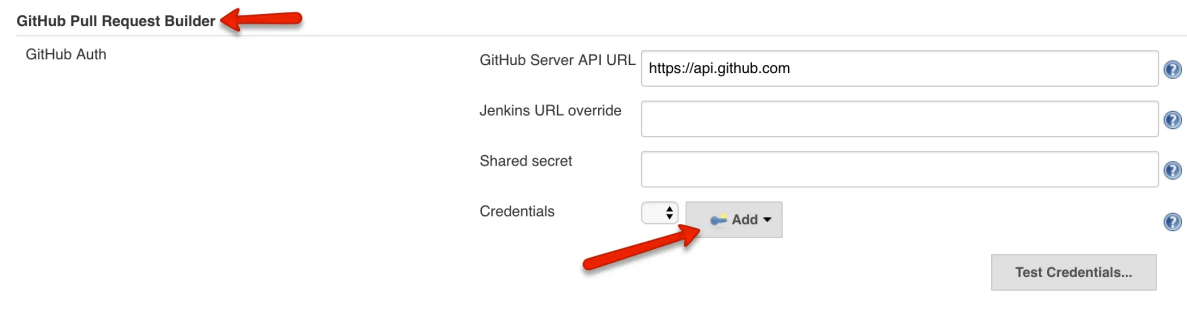 GitHub Pull Request Builder
GitHub Auth
GitHub Server API URL
https://api.github.com
Jenkins URL override
Shared secret
Credentials
Add
Test Credentials...